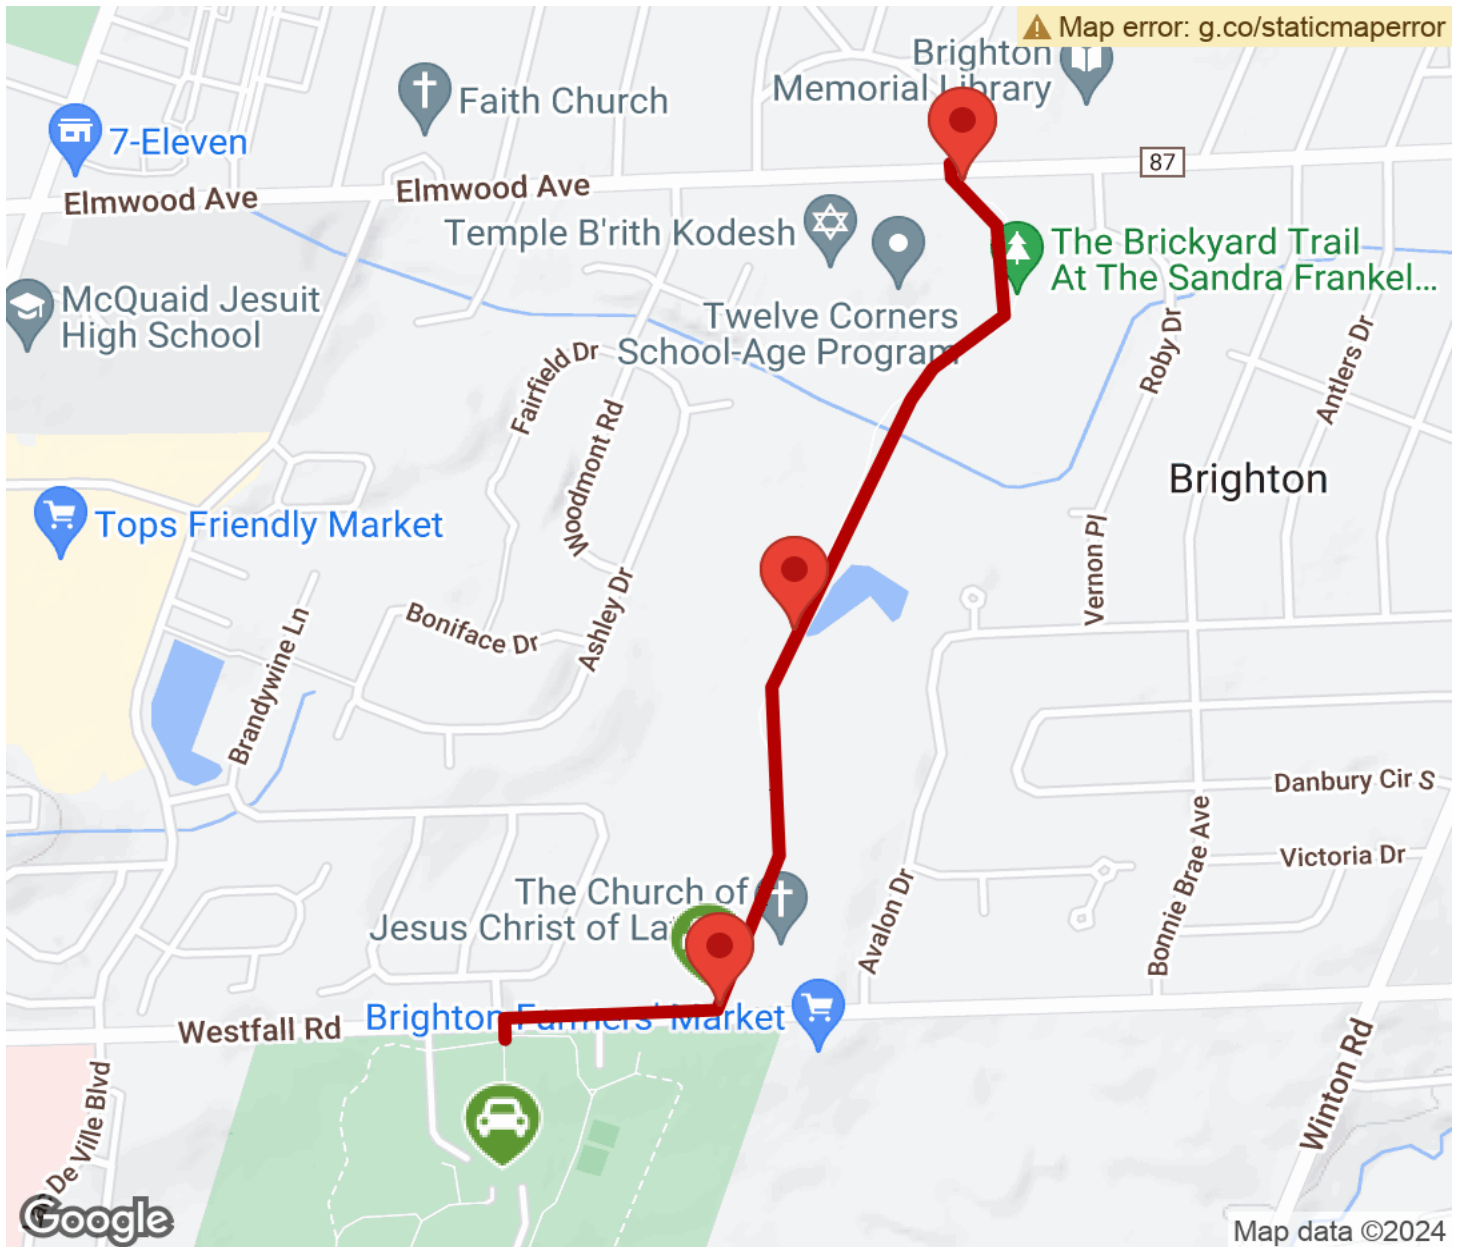 Map error: g.co/staticmaperror
Brighton
Memorial Library
Faith Church
7-Eleven
87
Elmwood Ave
Elmwood Ave
Temple B'rith Kodesh
The Brickyard Trail
At The Sandra Frankel...
McQuaid Jesuit
High School
Twelve Corners
School-Age Program
Roby Dr
Antlers Dr
Fairfield Dr
Woodmont Rd
Brighton
Tops Friendly Market
Vernon Pl
Ashley Dr
Boniface Dr
Brandywine Ln
Danbury Cir S
Victoria Dr
Bonnie Brae Ave
Avalon Dr
The Church of
Jesus Christ of La
Brighton Farmers' Market
Westfall Rd
Winton Rd
De Ville Blvd
Google
Map data ©2024